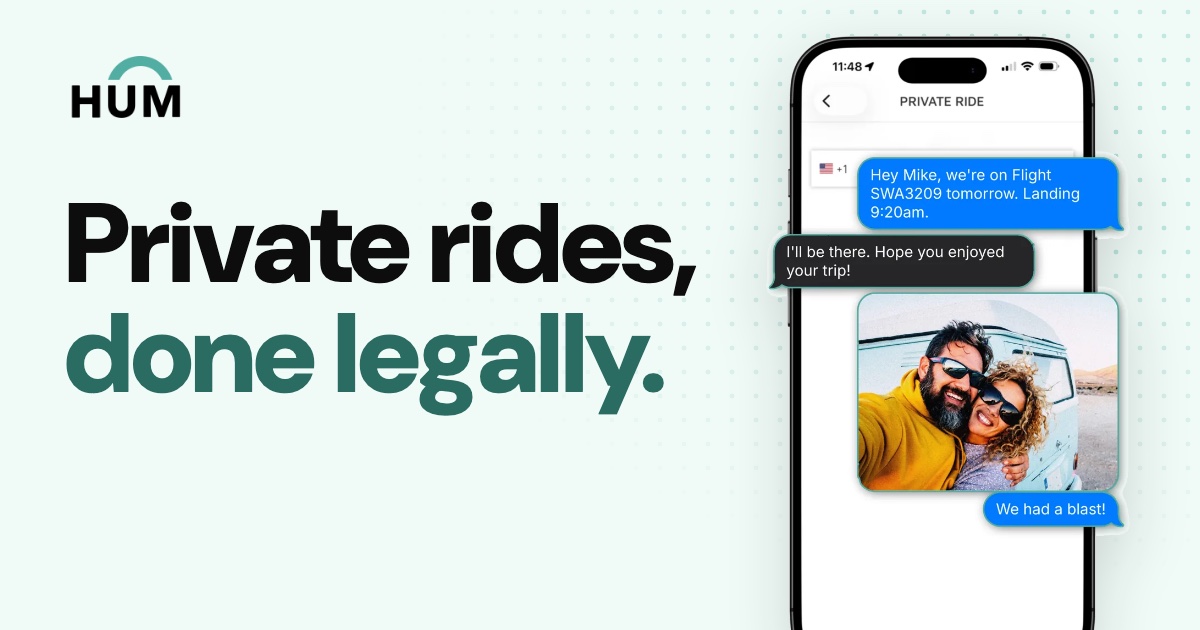 HUM
Private rides,
done legally.
11:48
PRIVATE RIDE
+1
Hey Mike, we're on Flight
SWA3209 tomorrow. Landing
9:20am.
I'll be there. Hope you enjoyed
your trip!
We had a blast!